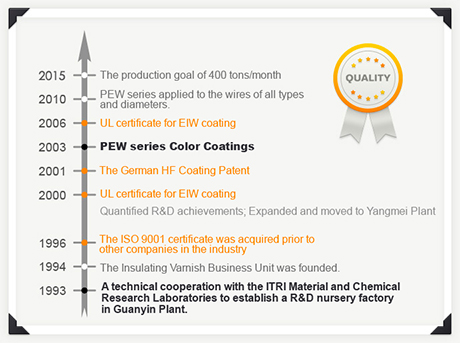 2015 The production goal of 400 tons/month
2010 PEW series applied to the wires of all types
and diameters.
2006 UL certificate for EIW coating
2003 PEW series Color Coatings
2001 The German HF Coating Patent
2000 UL certificate for EIW coating
Quantified R&D achievements; Expanded and moved to Yangmei Plant
1996 The ISO 9001 certificate was acquired prior to
other companies in the industry
1994 The Insulating Varnish Business Unit was founded.
1993 A technical cooperation with the ITRI Material and Chemical
Research Laboratories to establish a R&D nursery factory
in Guanyin Plant.
QUALITY